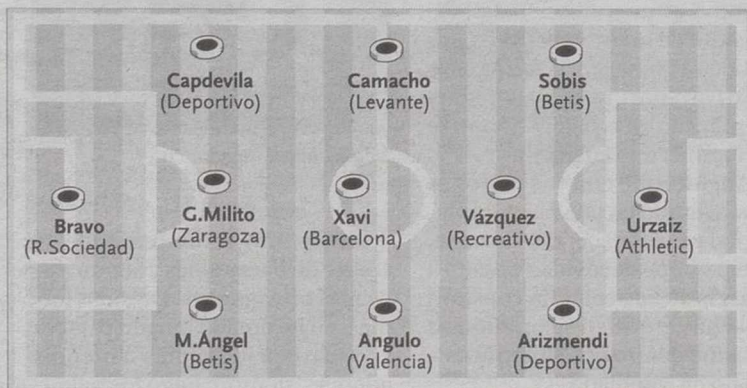 Capdevila
(Deportivo)
Camacho
(Levante)
Sobis
(Betis)
Bravo
(R.Sociedad)
G.Milito
(Zaragoza)
Xavi
(Barcelona)
Vázquez
(Recreativo)
Urzaiz
(Athletic)
M.Ángel
(Betis)
Angulo
(Valencia)
Arizmendi
(Deportivo)